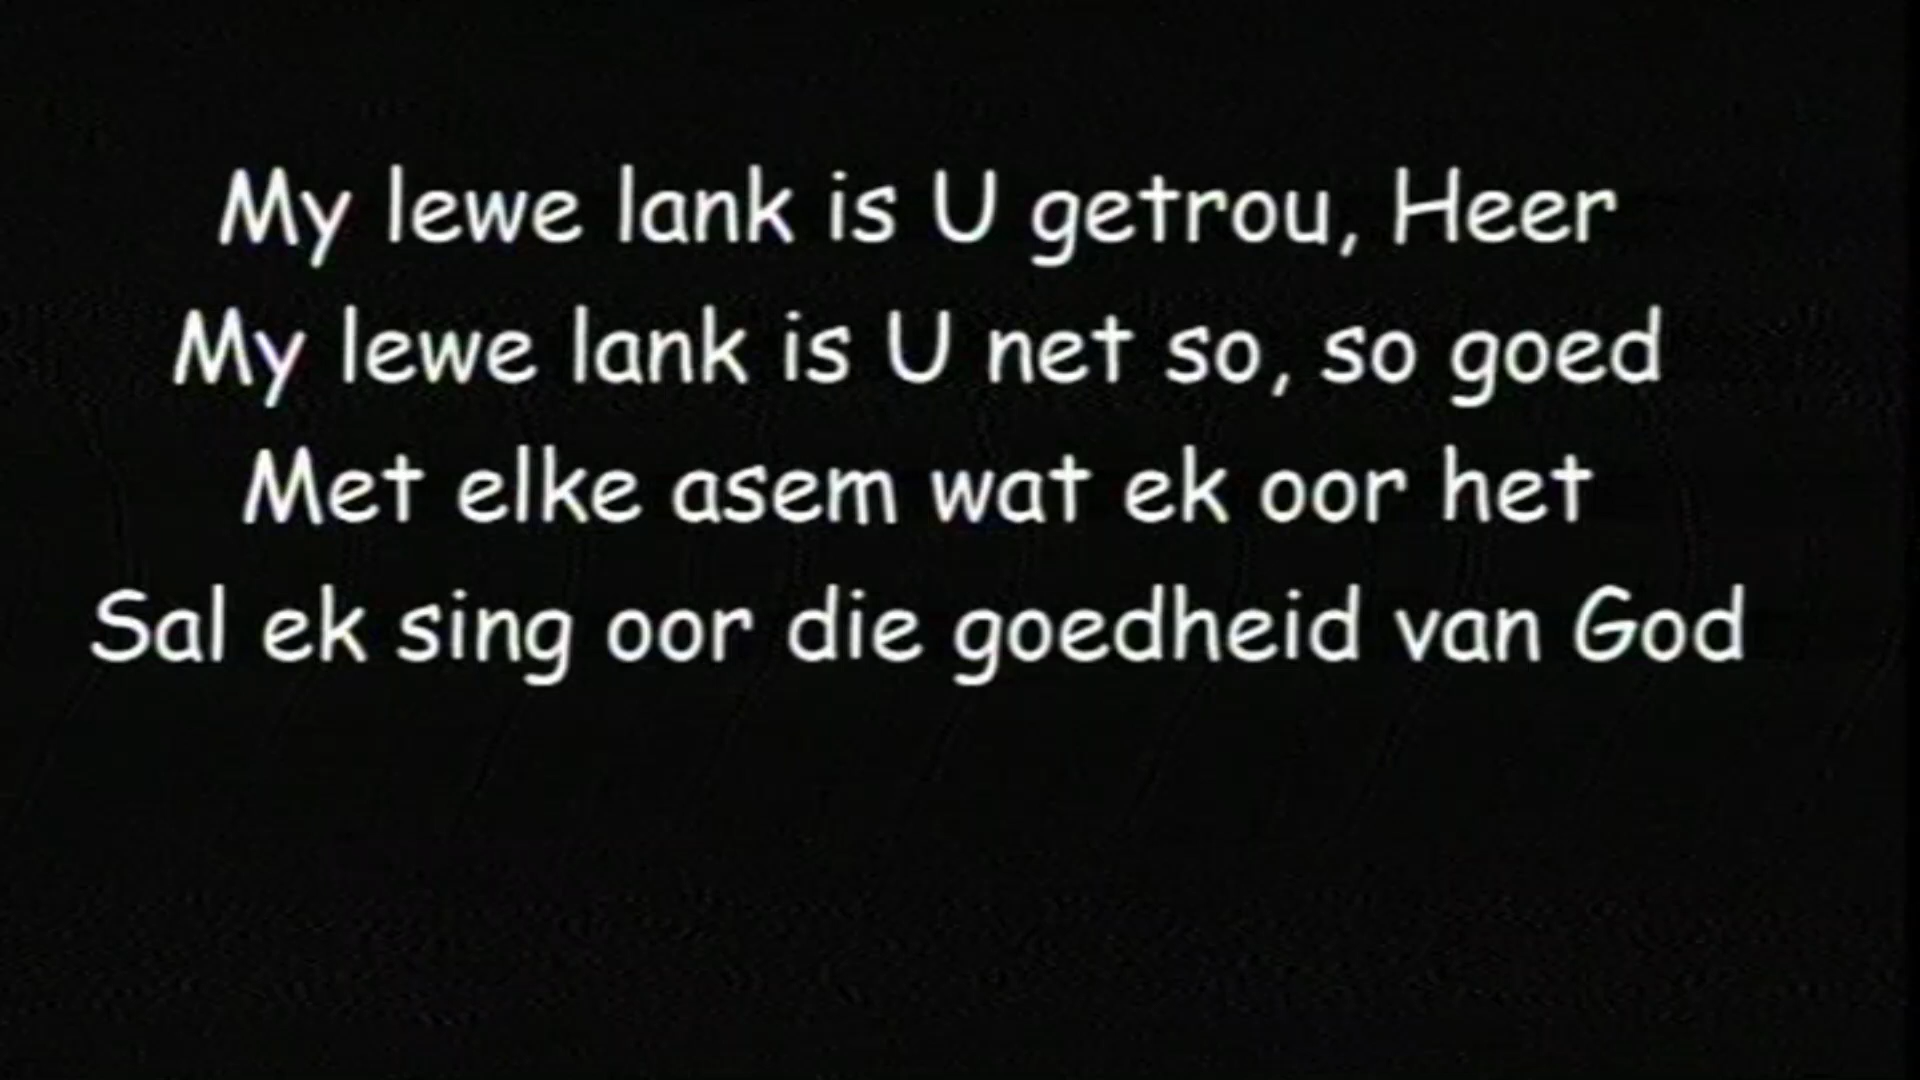 My lewe lank is U getrou, Heer
My lewe lank is U net so, so goed
Met elke asem wat ek oor het
Sal ek sing oor die goedheid van God